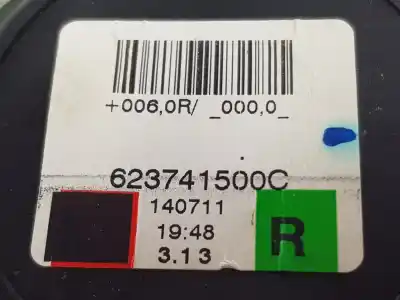 +006,0R/ _000,0_
623741500C
140711
19:48
3.13
R